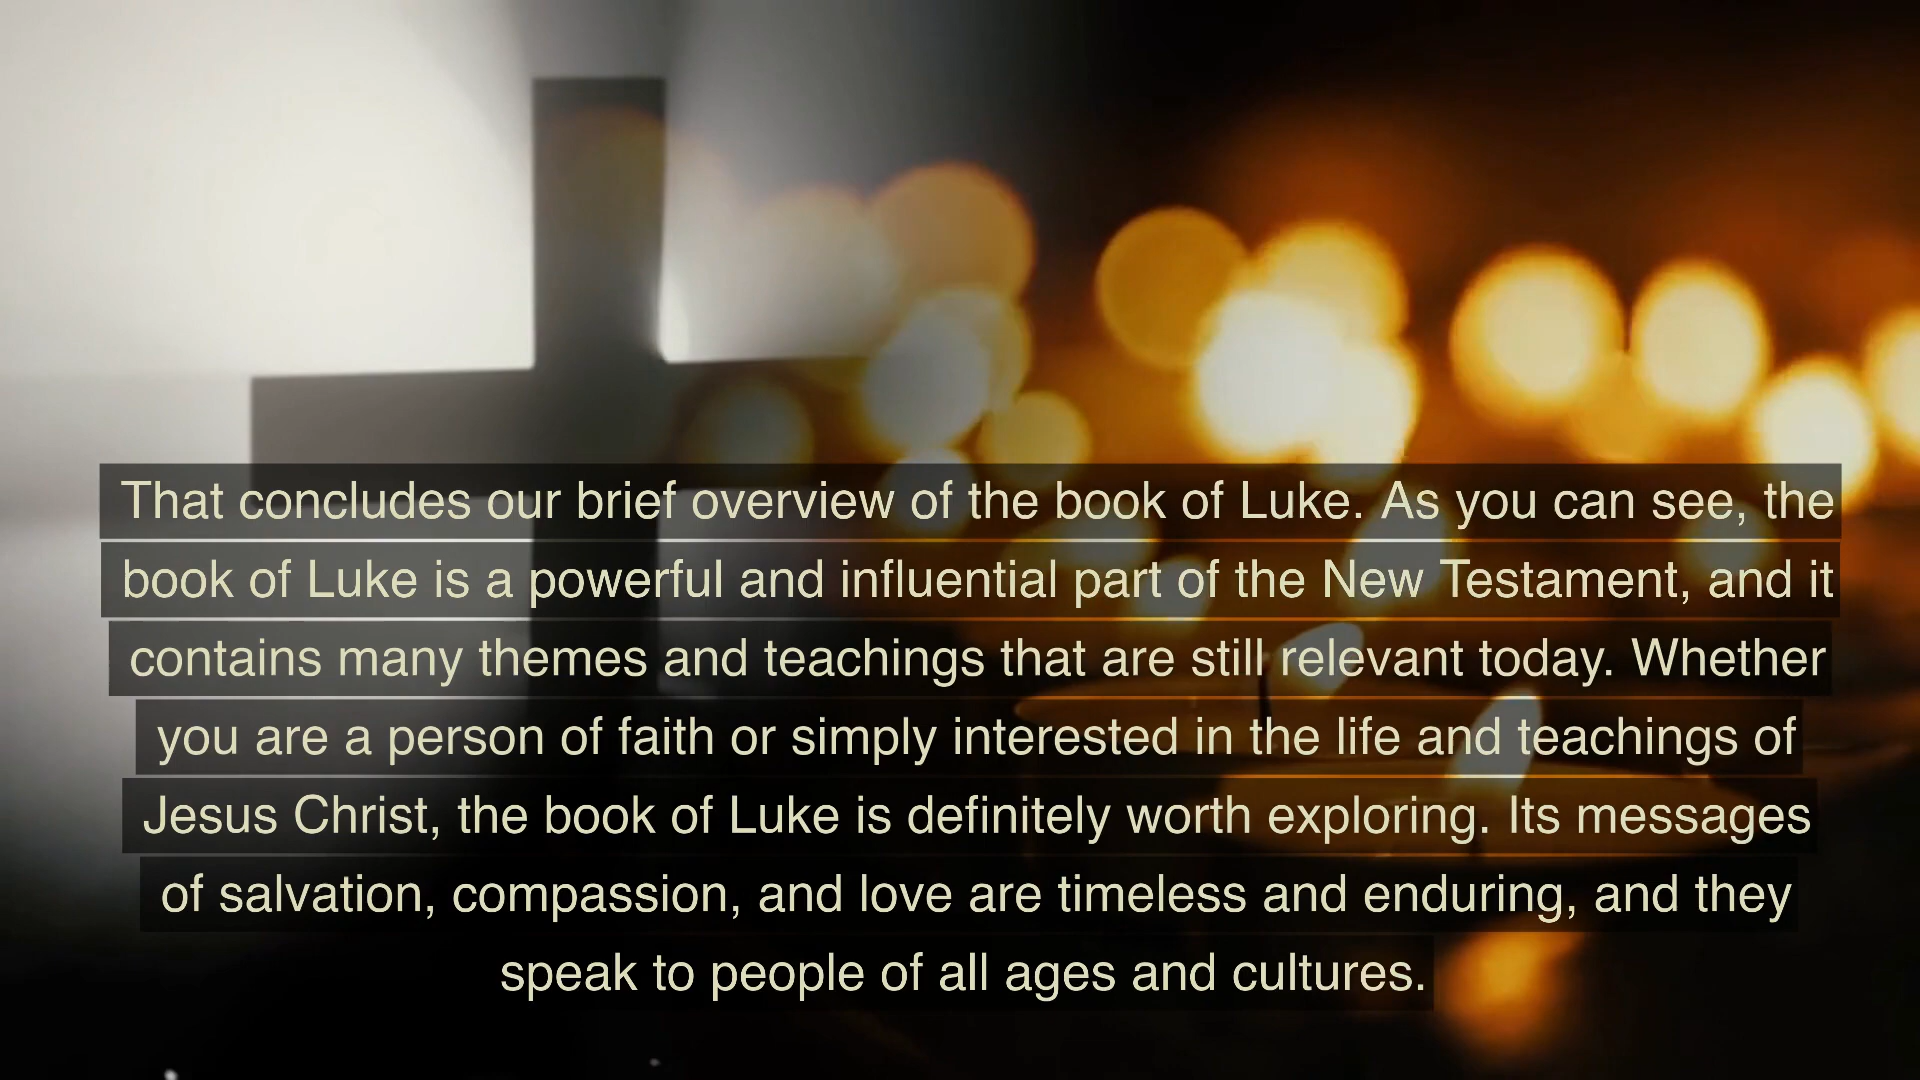 That concludes our brief overview of the book of Luke. As you can see, the
book of Luke is a powerful and influential part of the New Testament, and it
contains many themes and teachings that are still relevant today. Whether
you are a person of faith or simply interested in the life and teachings of
Jesus Christ, the book of Luke is definitely worth exploring. Its messages
of salvation, compassion, and love are timeless and enduring, and they
speak to people of all ages and cultures.